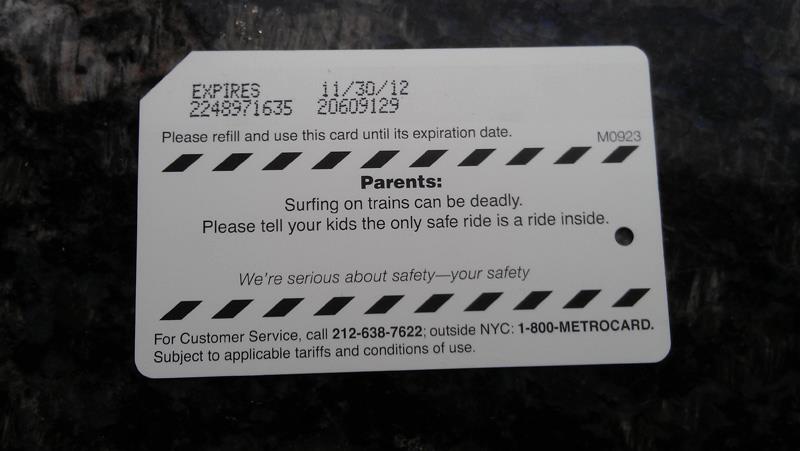 EXPIRES 11/30/12
2248971635 20609129
Please refill and use this card until its expiration date.
M0923
Parents:
Surfing on trains can be deadly.
Please tell your kids the only safe ride is a ride inside.
We're serious about safety—your safety
For Customer Service, call 212-638-7622; outside NYC: 1-800-METROCARD.
Subject to applicable tariffs and conditions of use.